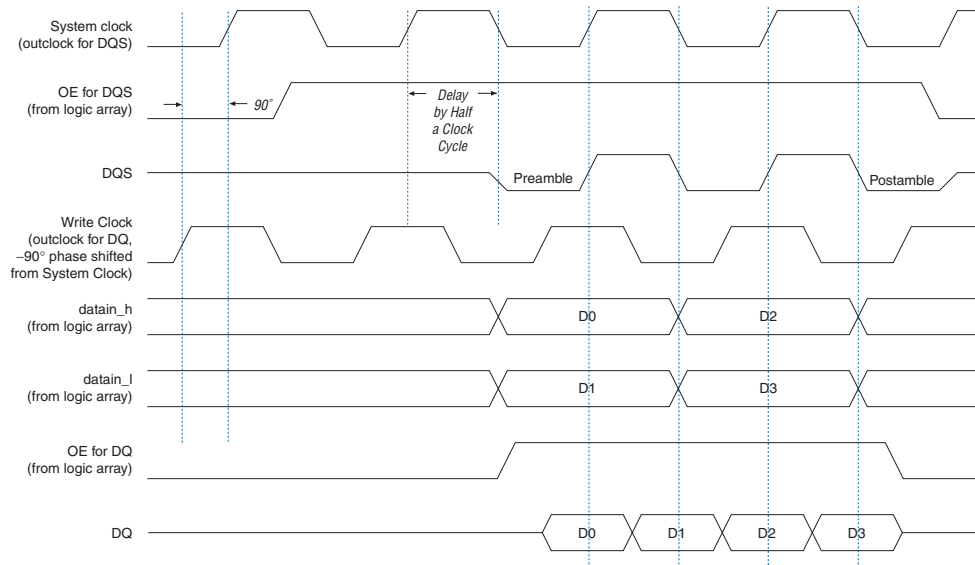 System clock
(outclock for DQS)
OE for DQS
(from logic array)
90°
Delay
by Half
a Clock
Cycle
DQS
Preamble
Postamble
Write Clock
(outclock for DQ,
–90° phase shifted
from System Clock)
datain_h
(from logic array)
D0
D2
datain_l
(from logic array)
D1
D3
OE for DQ
(from logic array)
DQ
D0
D1
D2
D3